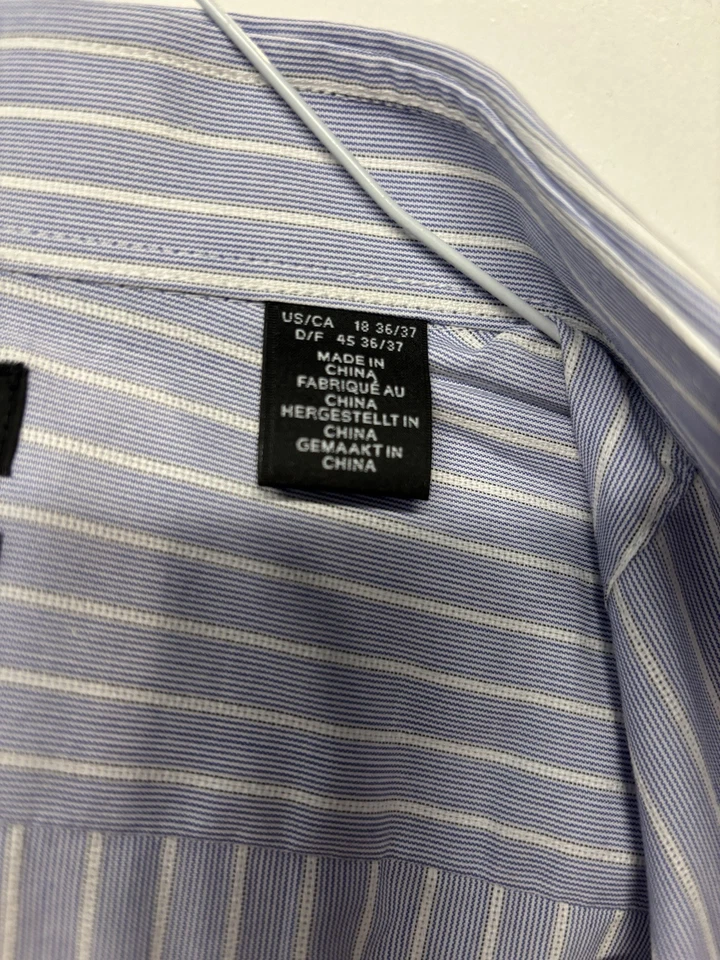 US/CA 18 36/37
D/F 45 36/37
MADE IN
CHINA
FABRIQUÉ AU
CHINA
HERGESTELLT IN
CHINA
GEMAAKT IN
CHINA